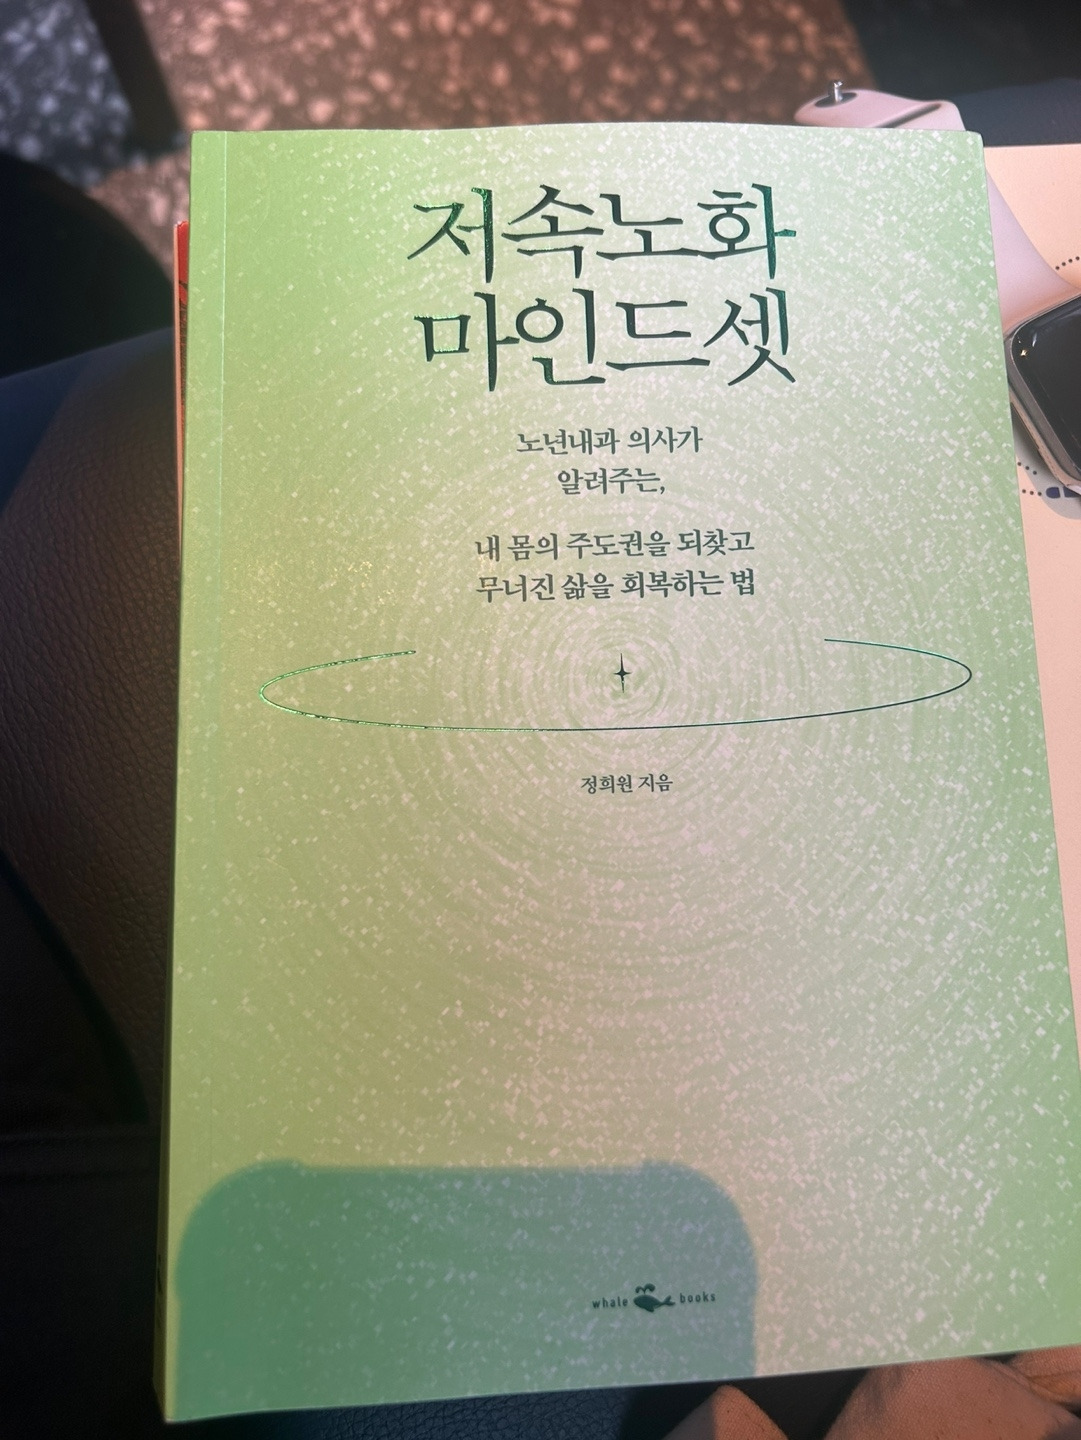 저속노화
마인드셋
노년내과 의사가
알려주는,
내 몸의 주도권을 되찾고
무너진 삶을 회복하는 법
정희원 지음
whale books